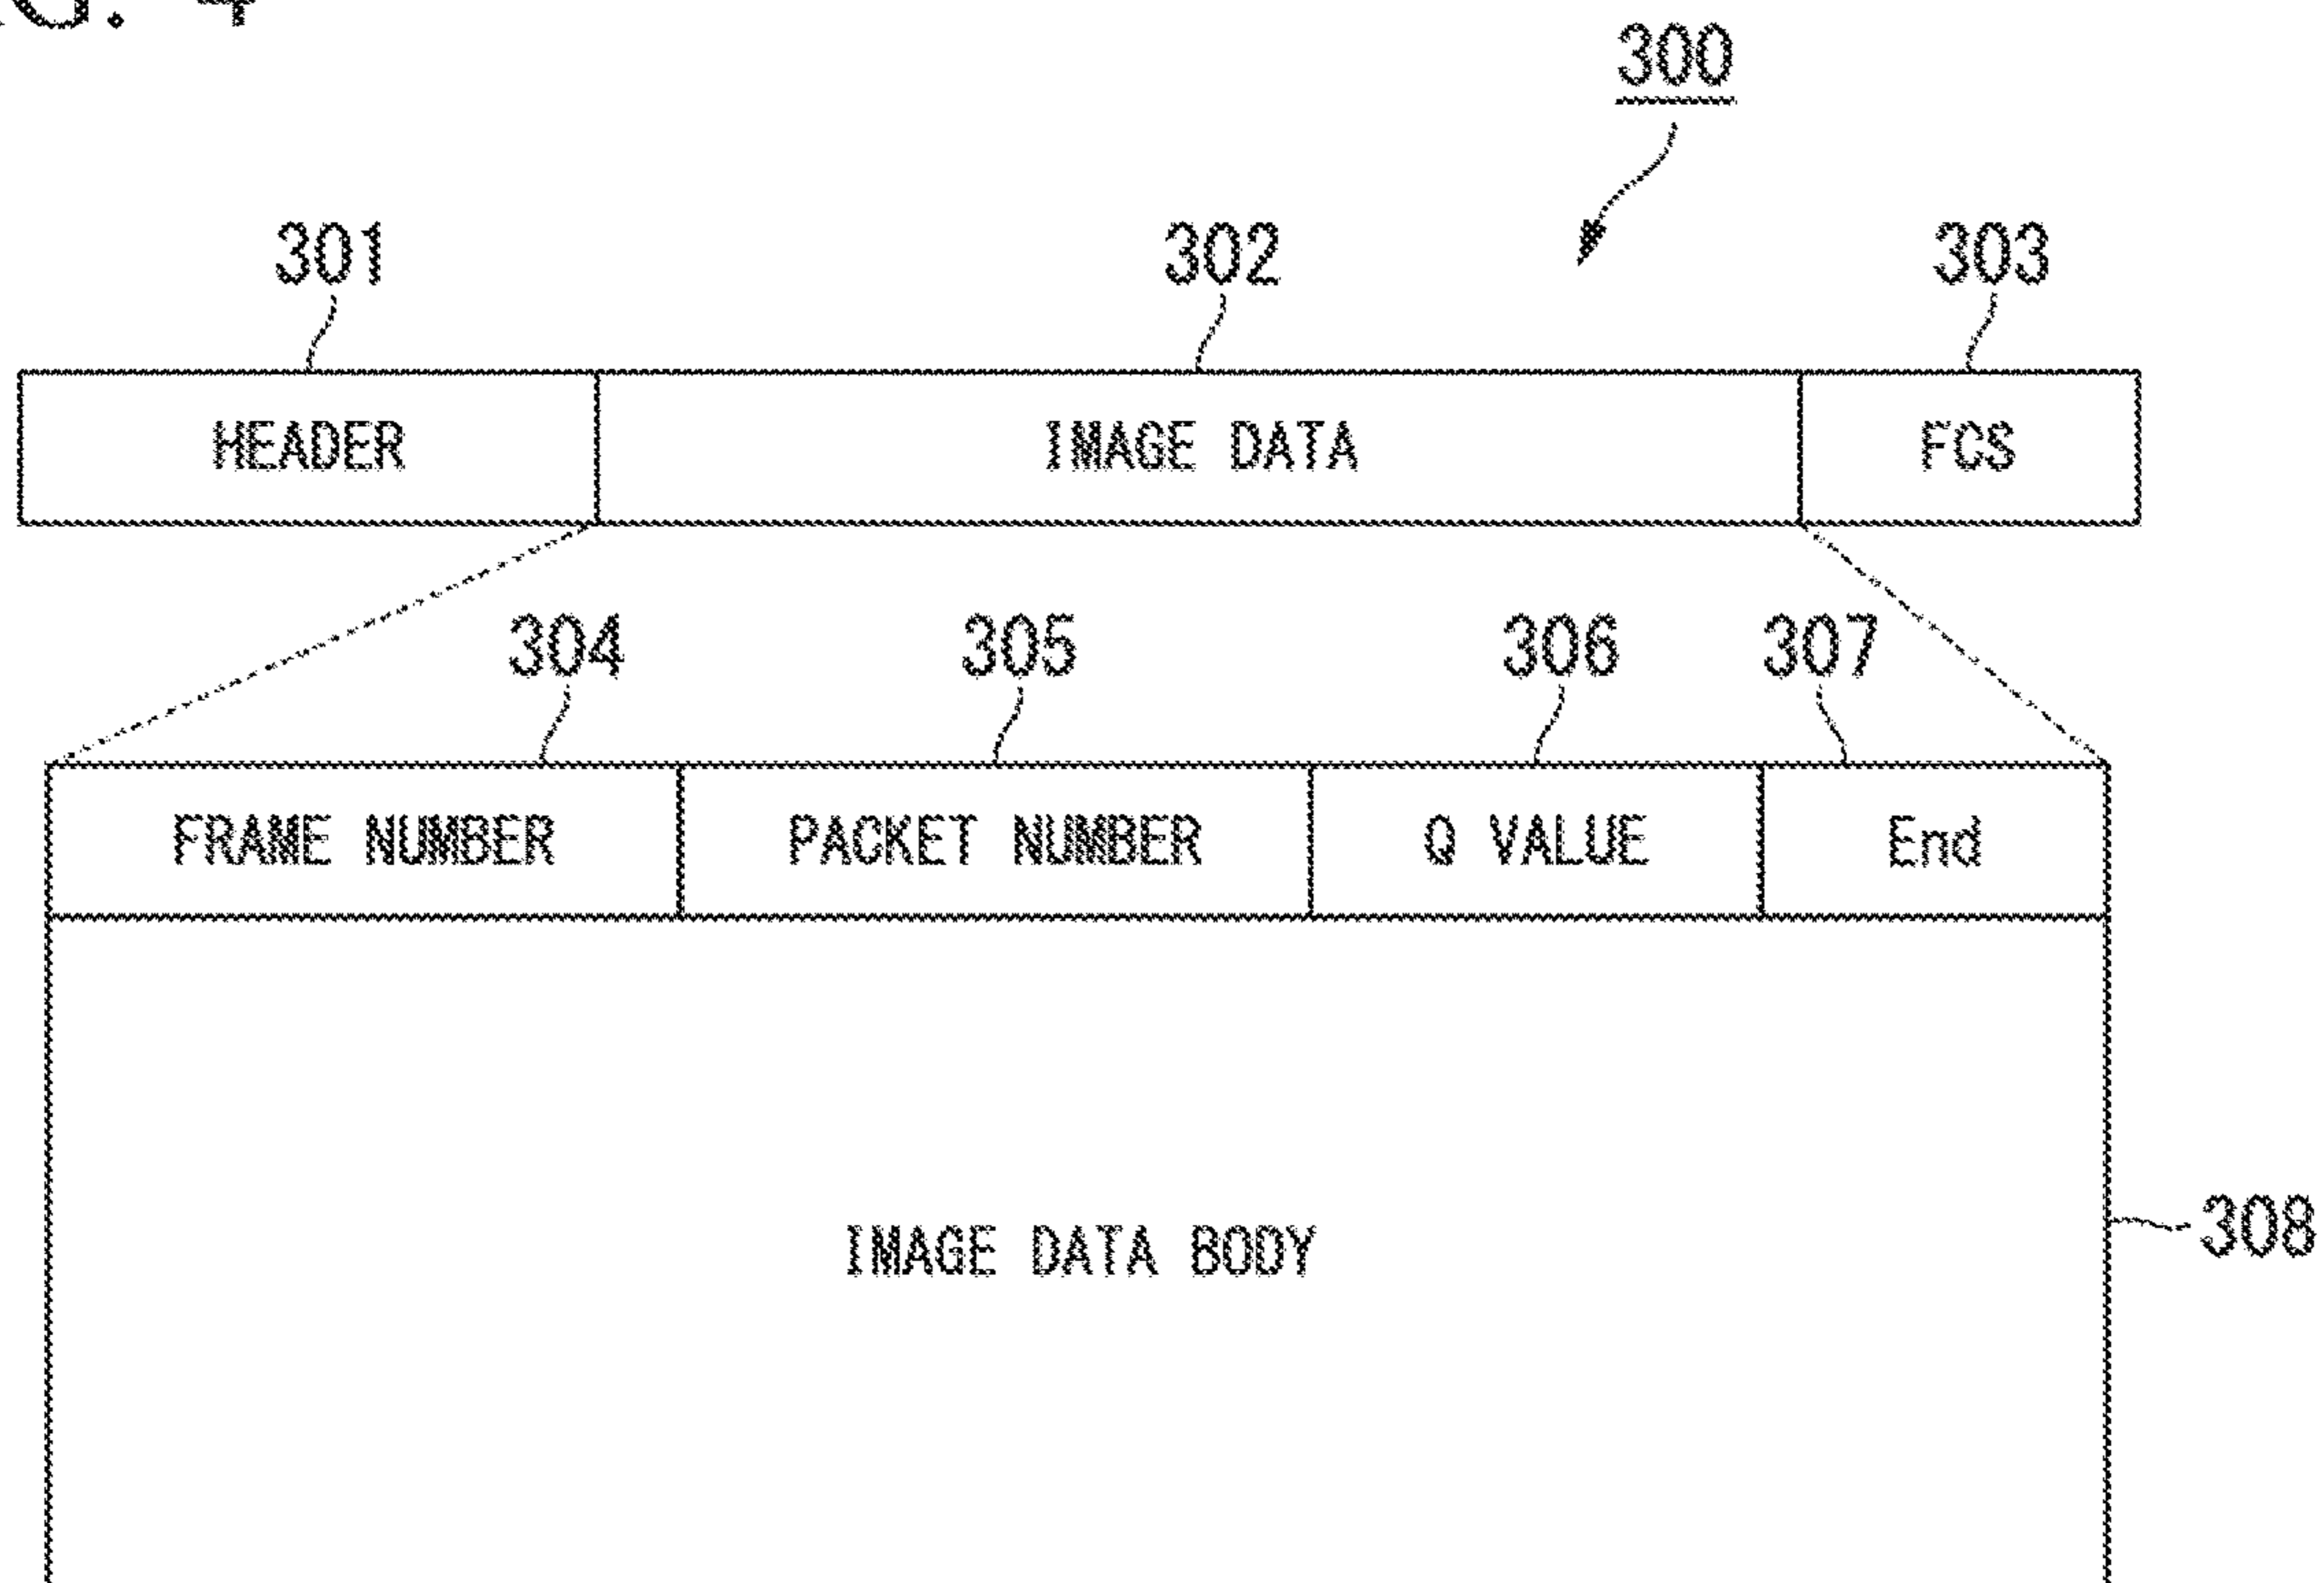 G. 4
300
301 302 303
HEADER IMAGE DATA FCS
304 305 306 307
FRAME NUMBER PACKET NUMBER Q VALUE End
IMAGE DATA BODY
308